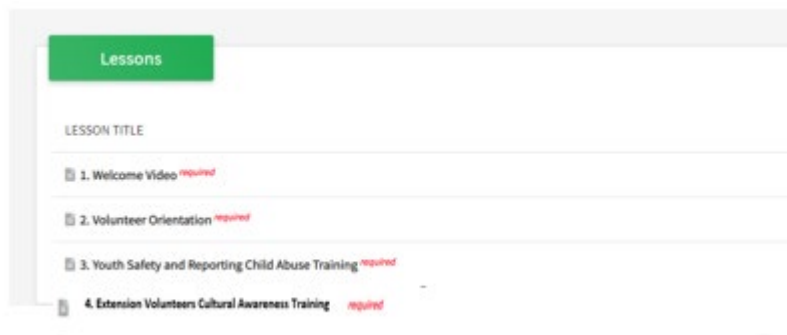 Lessons
LESSON TITLE
1. Welcome Video required
2. Volunteer Orientation required
3. Youth Safety and Reporting Child Abuse Training required
4. Extension Volunteers Cultural Awareness Training required